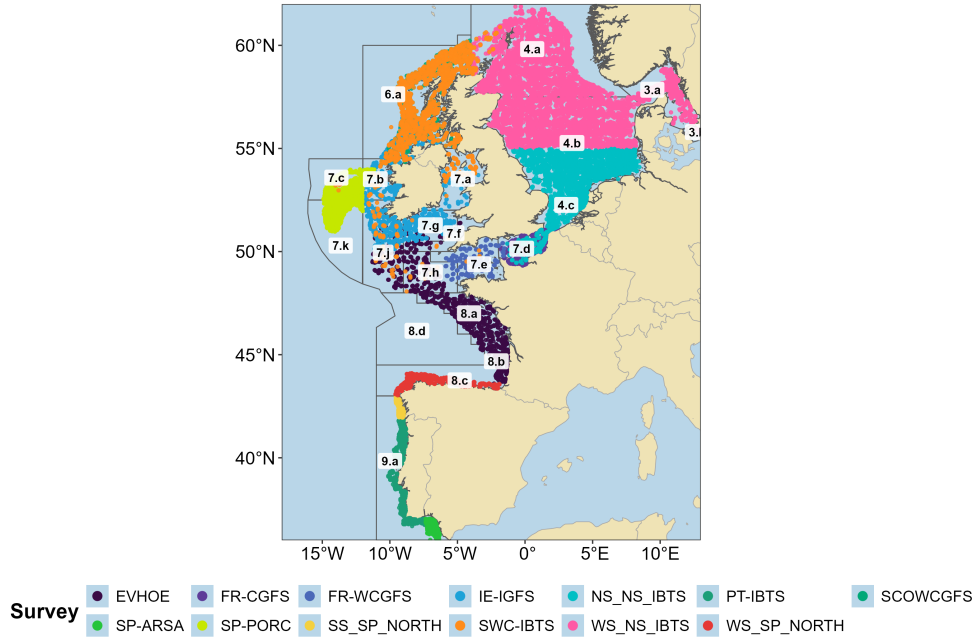 60°N
55°N
50°N
45°N
40°N
4.a
3.a
6.a
4.b
7.c
7.b
7.a
4.c
7.g
7.f
7.k
7.j
7.d
7.h
7.e
8.a
8.d
8.b
8.c
9.a
15°W 10°W 5°W 0° 5°E 10°E
Survey
EVHOE FR-CGFS FR-WCGFS IE-IGFS NS_NS_IBTS PT-IBTS SCOWCGFS
SP-ARSA SP-PORC SS_SP_NORTH SWC-IBTS WS_NS_IBTS WS_SP_NORTH